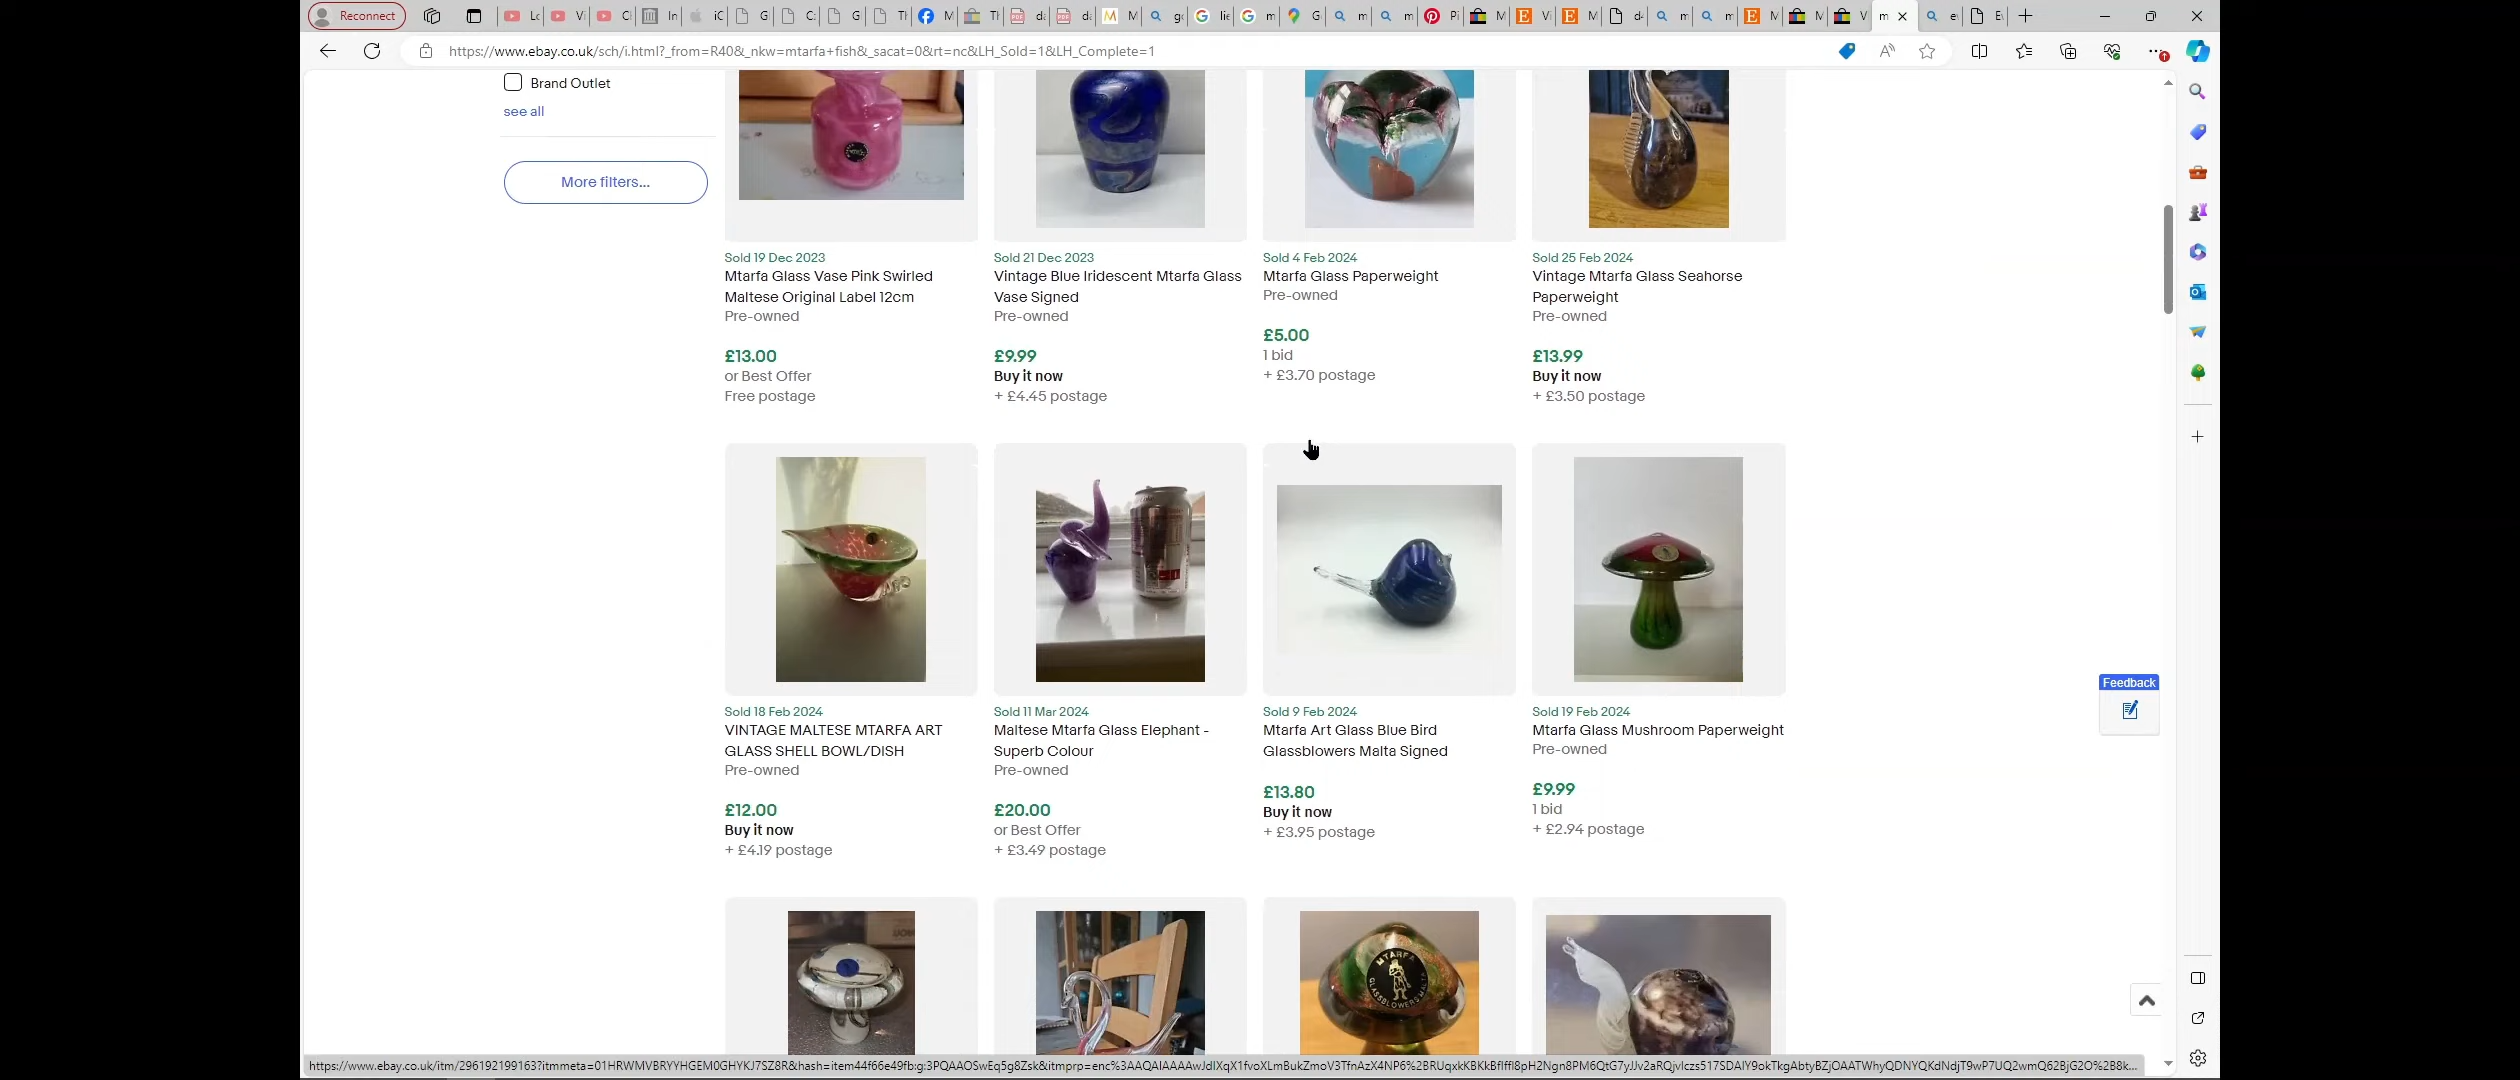 Reconnect
https://www.ebay.co.uk/sch/i.html?_from=R40&_nkw=mtarfa+fish&_sacat=0&rt=nc&LH_Sold=1&LH_Complete=1
Brand Outlet
see all
More filters...
Sold 19 Dec 2023
Mtarfa Glass Vase Pink Swirled
Maltese Original Label 12cm
Pre-owned
£13.00
or Best Offer
Free postage
Sold 21 Dec 2023
Vintage Blue Iridescent Mtarfa Glass
Vase Signed
Pre-owned
£9.99
Buy it now
+ £4.45 postage
Sold 4 Feb 2024
Mtarfa Glass Paperweight
Pre-owned
£5.00
1 bid
+ £3.70 postage
Sold 25 Feb 2024
Vintage Mtarfa Glass Seahorse
Paperweight
Pre-owned
£13.99
Buy it now
+ £3.50 postage
Sold 18 Feb 2024
VINTAGE MALTESE MTARFA ART
GLASS SHELL BOWL/DISH
Pre-owned
£12.00
Buy it now
+ £4.19 postage
Sold 11 Mar 2024
Maltese Mtarfa Glass Elephant -
Superb Colour
Pre-owned
£20.00
or Best Offer
+ £3.49 postage
Sold 9 Feb 2024
Mtarfa Art Glass Blue Bird
Glassblowers Malta Signed
£13.80
Buy it now
+ £3.95 postage
Sold 19 Feb 2024
Mtarfa Glass Mushroom Paperweight
Pre-owned
£9.99
1 bid
+ £2.94 postage
Feedback
MTARFA
GLASSBLOWERS MALTA